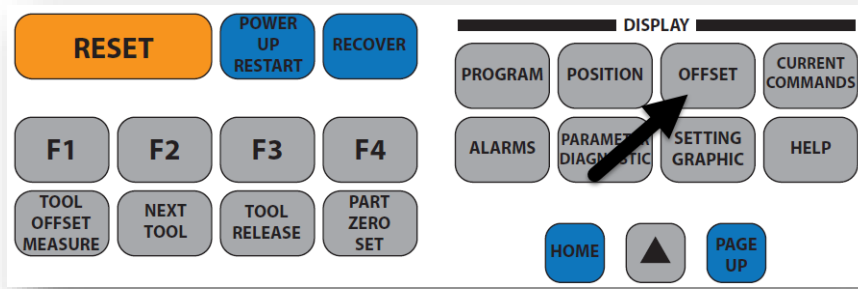 RESET
POWER
UP
RESTART
RECOVER
DISPLAY
PROGRAM
POSITION
OFFSET
CURRENT
COMMANDS
ALARMS
PARAMETER
DIAGNOSTIC
SETTING
GRAPHIC
HELP
F1
F2
F3
F4
TOOL
OFFSET
MEASURE
NEXT
TOOL
TOOL
RELEASE
PART
ZERO
SET
HOME
PAGE
UP